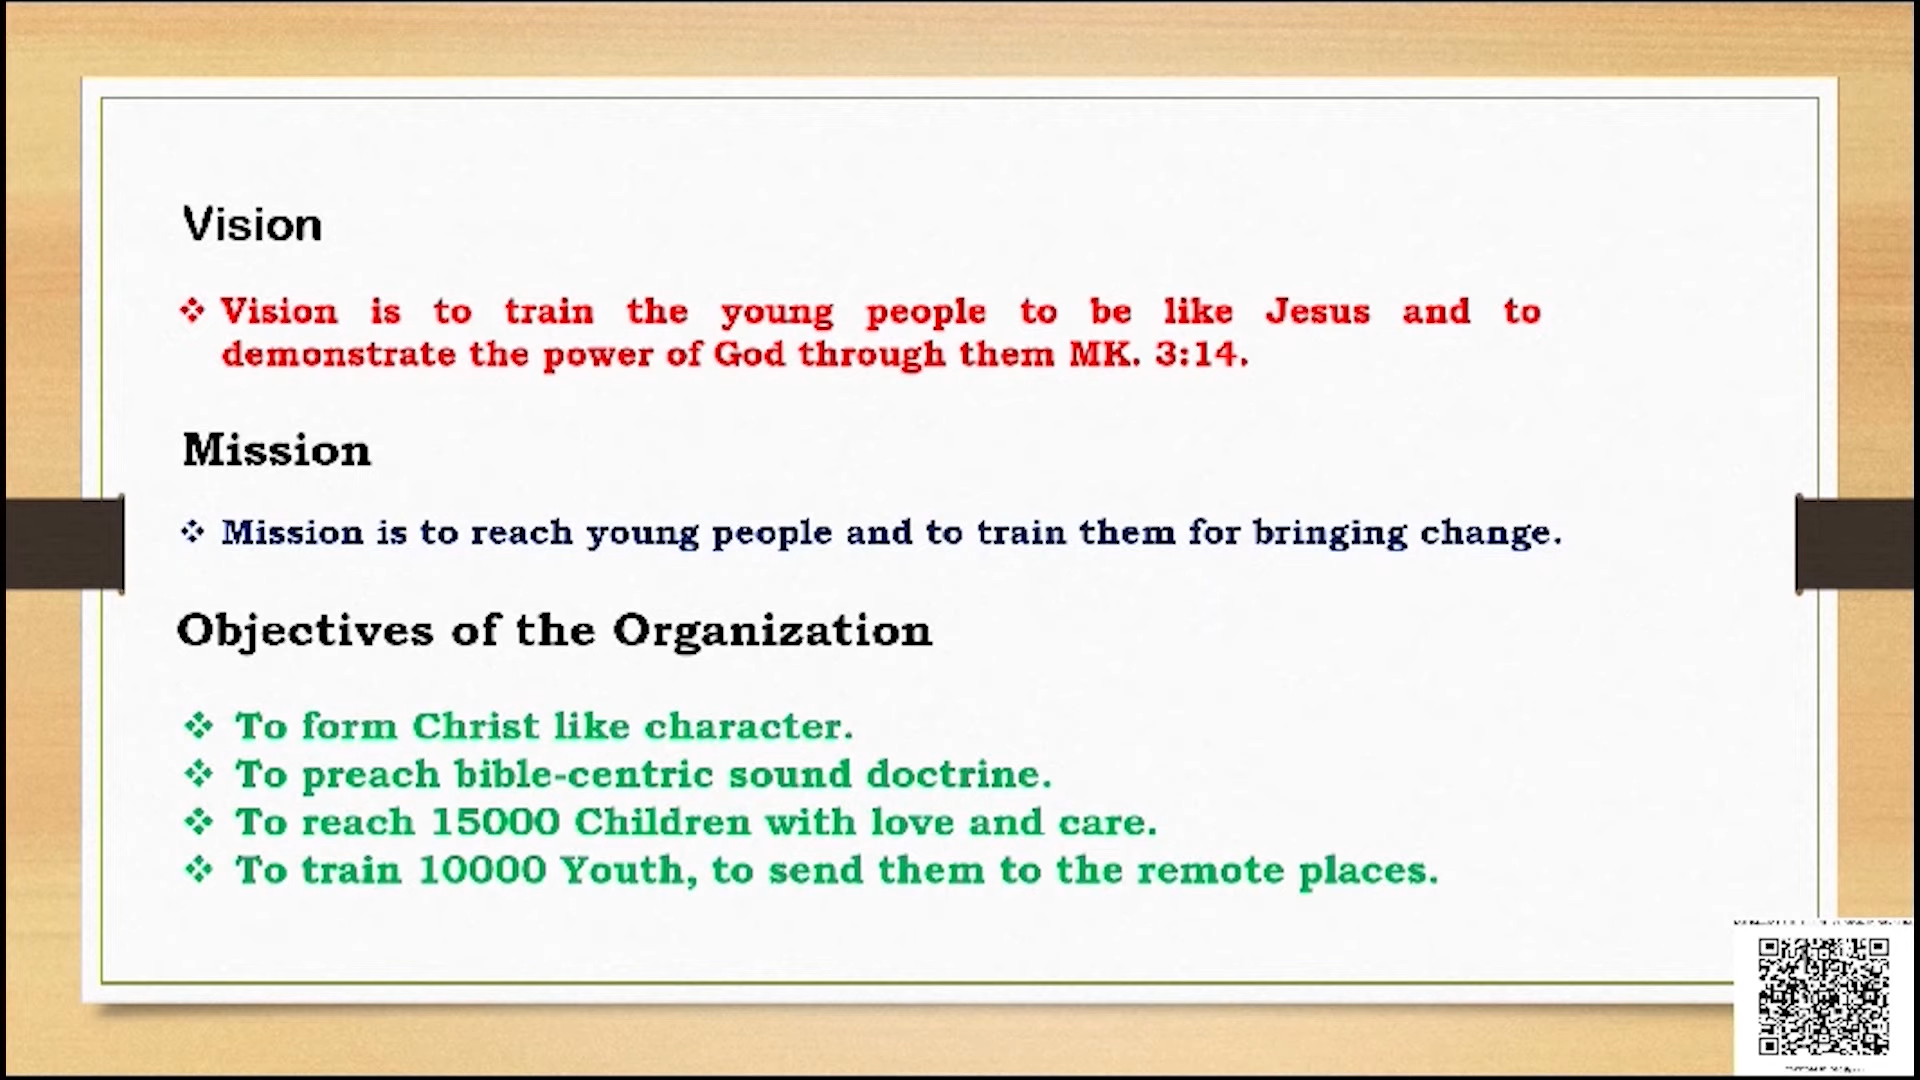 Vision
❖ Vision is to train the young people to be like Jesus and to
demonstrate the power of God through them MK. 3:14.
Mission
❖ Mission is to reach young people and to train them for bringing change.
Objectives of the Organization
❖ To form Christ like character.
❖ To preach bible-centric sound doctrine.
❖ To reach 15000 Children with love and care.
❖ To train 10000 Youth, to send them to the remote places.